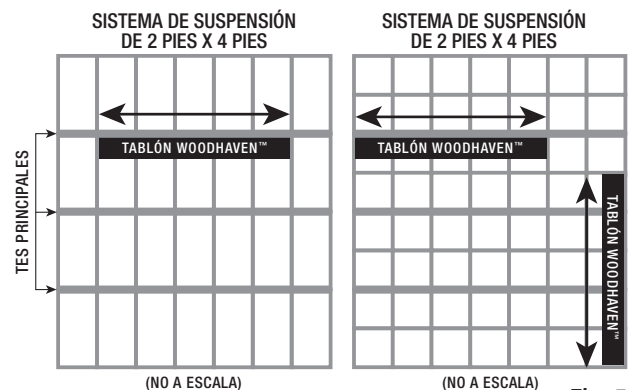 SISTEMA DE SUSPENSIÓN
DE 2 PIES X 4 PIES
TABLÓN WOODHAVEN™
TES PRINCIPALES
(NO A ESCALA)
SISTEMA DE SUSPENSIÓN
DE 2 PIES X 4 PIES
TABLÓN WOODHAVEN™
TABLÓN WOODHAVEN™
(NO A ESCALA)